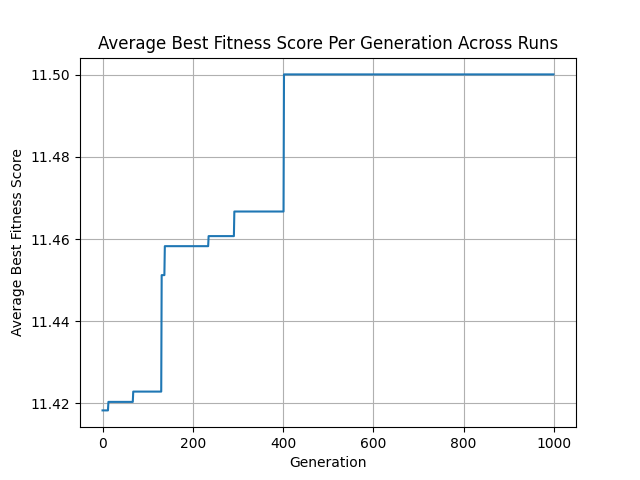 Average Best Fitness Score Per Generation Across Runs
11.50
11.48
11.46
11.44
11.42
Average Best Fitness Score
0 200 400 600 800 1000
Generation